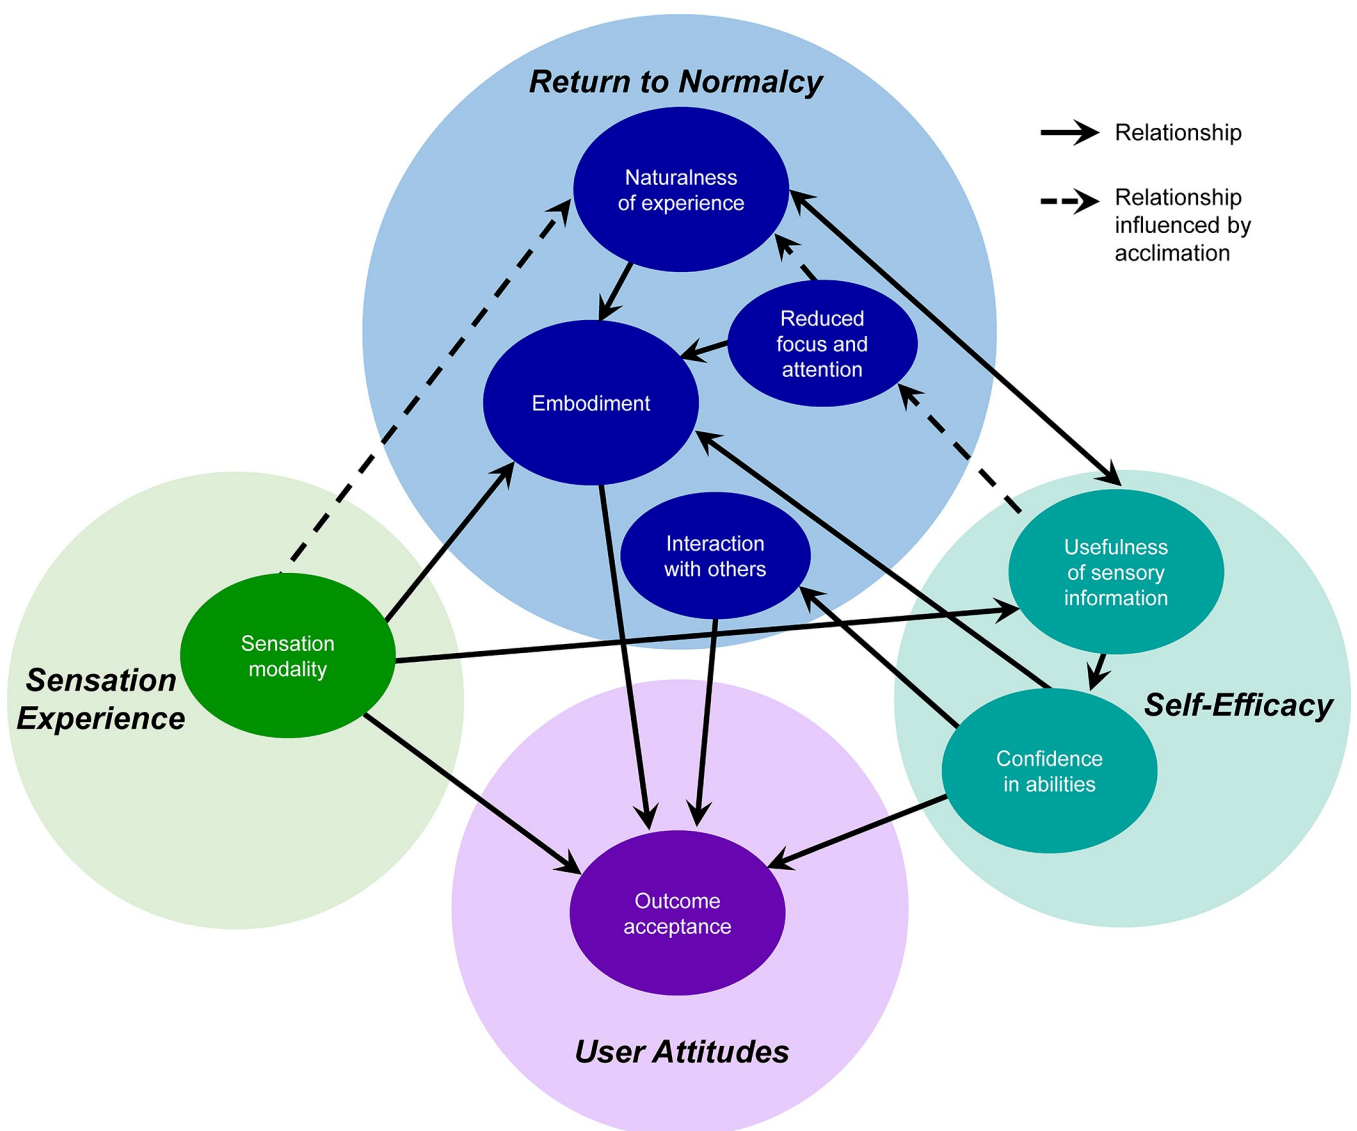 Return to Normalcy
Naturalness
of experience
Reduced
focus and
attention
Embodiment
Interaction
with others
Relationship
Relationship
influenced by
acclimation
Sensation
Experience
Sensation
modality
Usefulness
of sensory
information
Self-Efficacy
Confidence
in abilities
Outcome
acceptance
User Attitudes